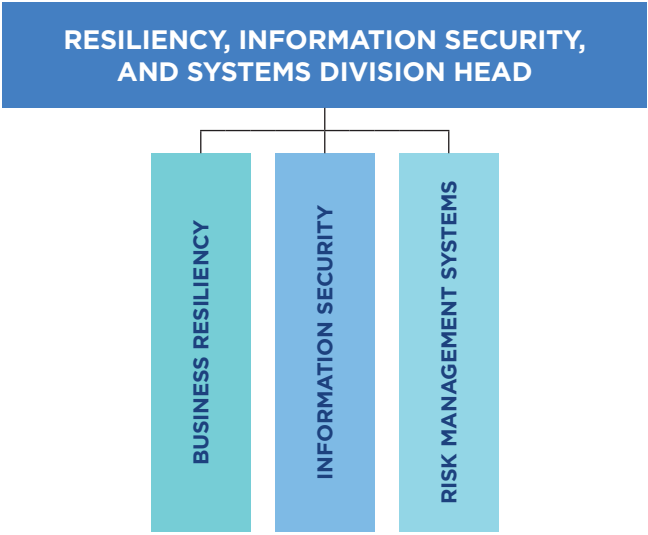 RESILIENCY, INFORMATION SECURITY,
AND SYSTEMS DIVISION HEAD
BUSINESS RESILIENCY
INFORMATION SECURITY
RISK MANAGEMENT SYSTEMS